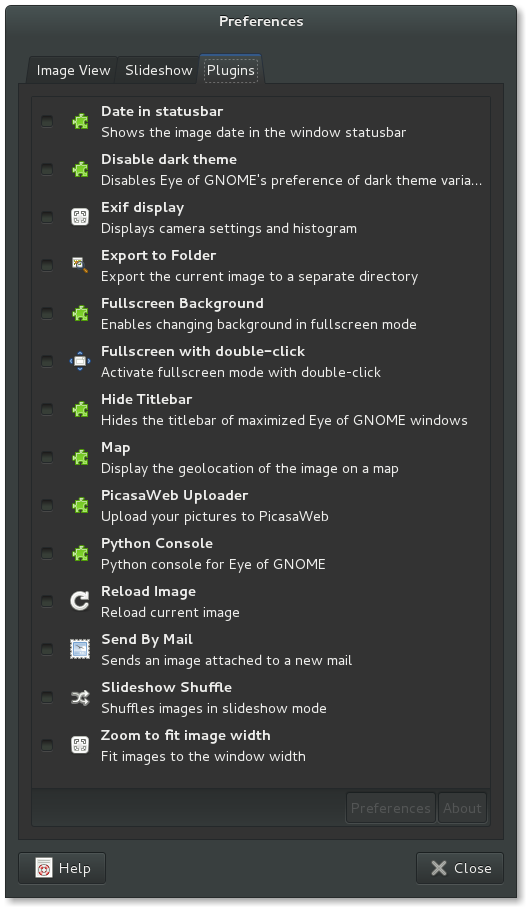 Preferences
Image View Slideshow Plugins
Date in statusbar
Shows the image date in the window statusbar
Disable dark theme
Disables Eye of GNOME's preference of dark theme varia...
Exif display
Displays camera settings and histogram
Export to Folder
Export the current image to a separate directory
Fullscreen Background
Enables changing background in fullscreen mode
Fullscreen with double-click
Activate fullscreen mode with double-click
Hide Titlebar
Hides the titlebar of maximized Eye of GNOME windows
Map
Display the geolocation of the image on a map
PicasaWeb Uploader
Upload your pictures to PicasaWeb
Python Console
Python console for Eye of GNOME
Reload Image
Reload current image
Send By Mail
Sends an image attached to a new mail
Slideshow Shuffle
Shuffles images in slideshow mode
Zoom to fit image width
Fit images to the window width
Preferences About
Help Close